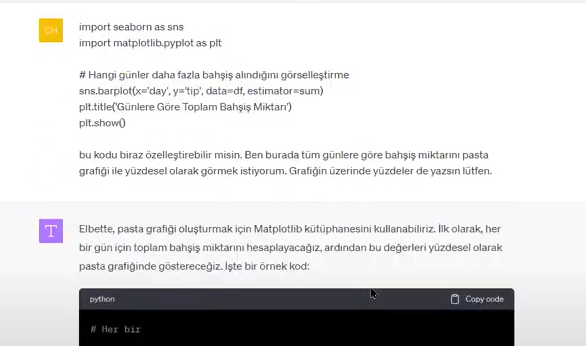 import seaborn as sns
import matplotlib.pyplot as plt
# Hangi günler daha fazla bahşiş alındığını görselleştirme
sns.barplot(x='day', y='tip', data=df, estimator=sum)
plt.title('Günlere Göre Toplam Bahşiş Miktarı')
plt.show()
bu kodu biraz özelleştirebilir misin. Ben burada tüm günlere göre bahşiş miktarını pasta
grafiği ile yüzdesel olarak görmek istiyorum. Grafiğin üzerinde yüzdeler de yazsın lütfen.
T
Elbette, pasta grafiği oluşturmak için Matplotlib kütüphanesini kullanabiliriz. İlk olarak, her
bir gün için toplam bahşiş miktarını hesaplayacağız, ardından bu değerleri yüzdesel olarak
pasta grafiğinde göstereceğiz. İşte bir örnek kod:
python Copy code
# Her bir